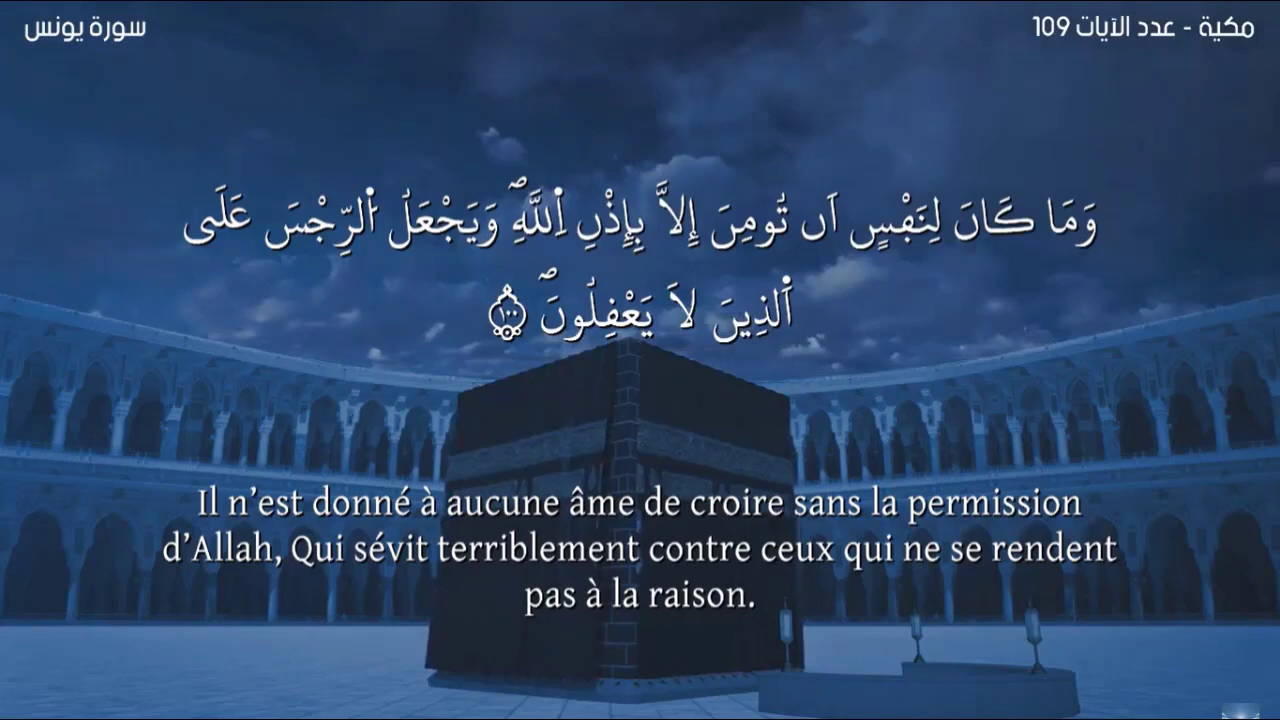 مكية - عدد الآيات 109
سورة يونس
وَمَا كَانَ لِنَفْسٍ اَن تُومِنَ إِلاَّ بِإِذْنِ اِ۬للَّهِۖ وَيَجْعَلُ اُ۬لرِّجْسَ عَلَى
اَ۬لذِينَ لاَ يَعْقِلُونَۖ ١٠٠
Il n’est donné à aucune âme de croire sans la permission
d’Allah, Qui sévit terriblement contre ceux qui ne se rendent
pas à la raison.